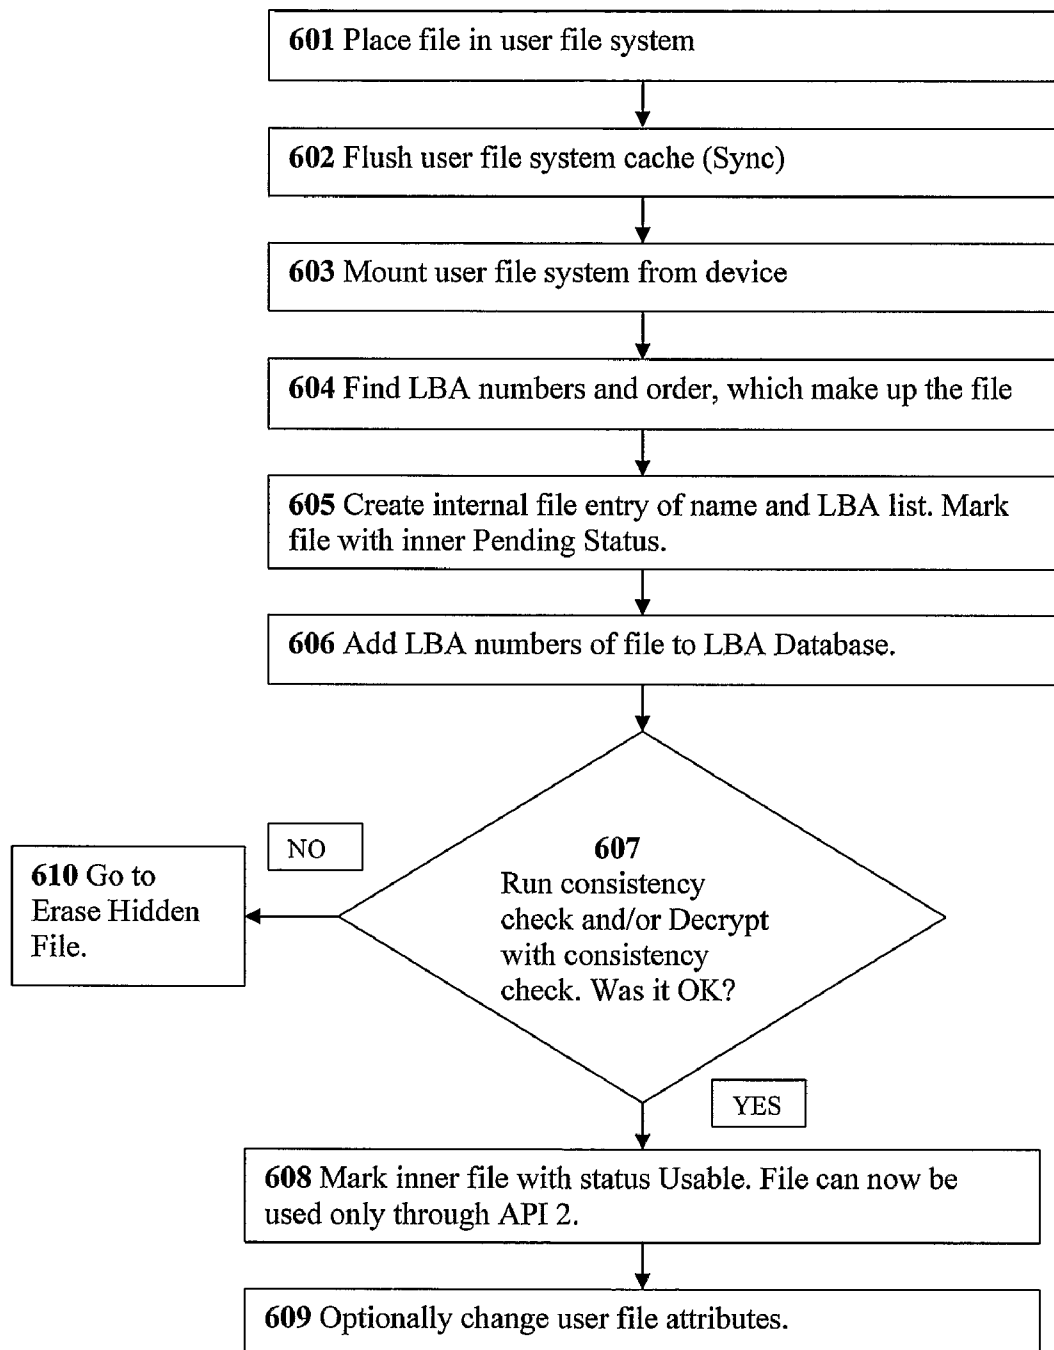 601 Place file in user file system
602 Flush user file system cache (Sync)
603 Mount user file system from device
604 Find LBA numbers and order, which make up the file
605 Create internal file entry of name and LBA list. Mark
file with inner Pending Status.
606 Add LBA numbers of file to LBA Database.
607
Run consistency
check and/or Decrypt
with consistency
check. Was it OK?
NO
610 Go to
Erase Hidden
File.
YES
608 Mark inner file with status Usable. File can now be
used only through API 2.
609 Optionally change user file attributes.